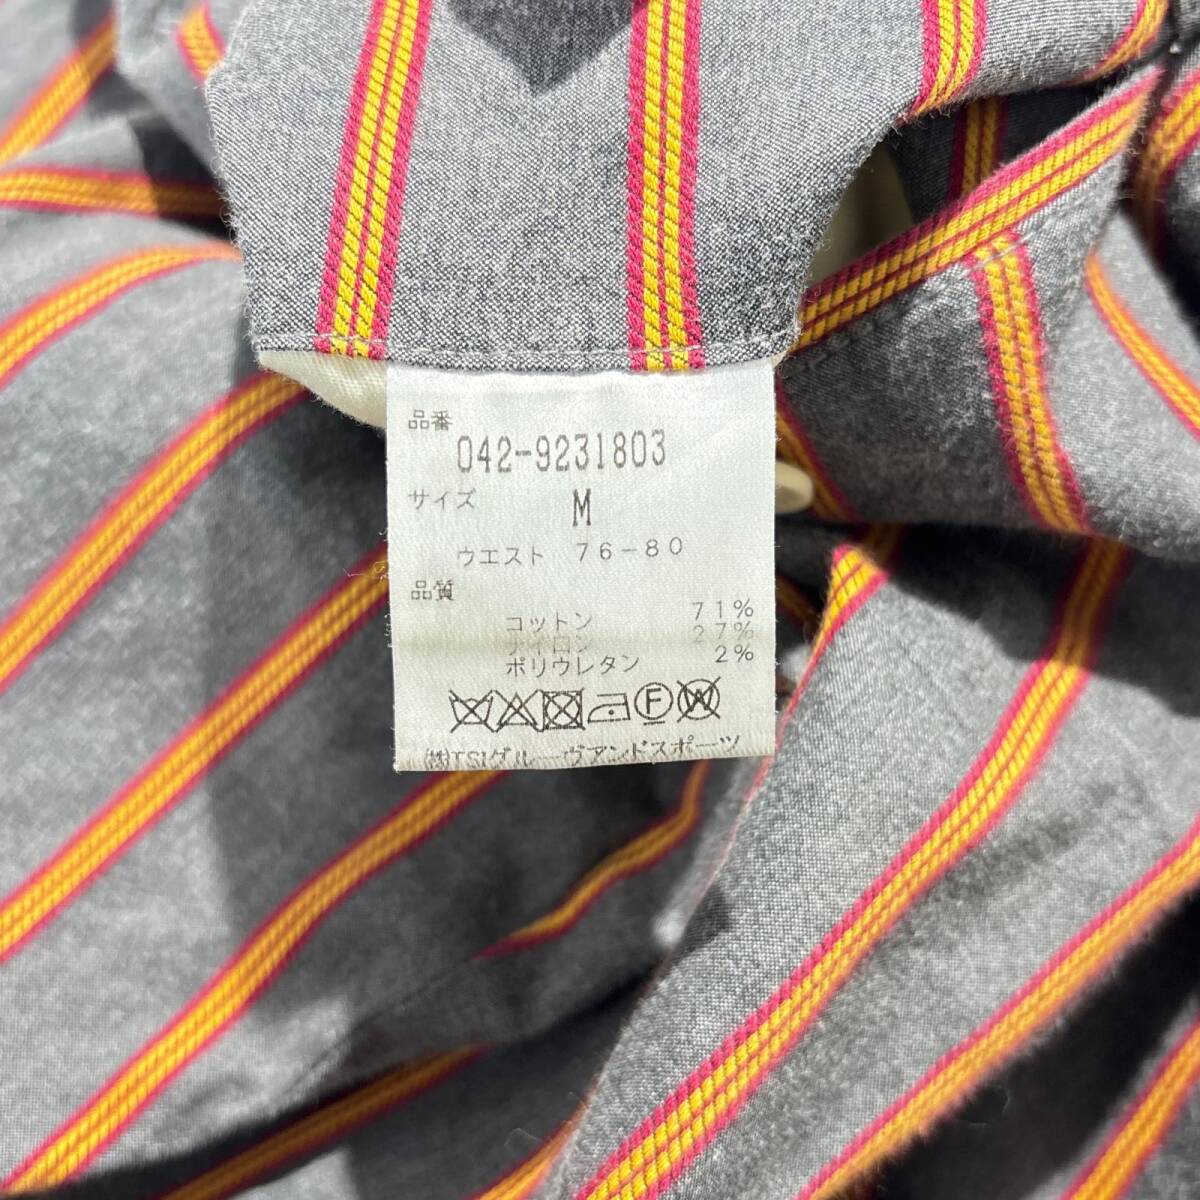 品番
042-9231803
サイズ
M
ウエスト 76-80
品質
コットン 71%
ナイロン 27%
ポリウレタン 2%
F W
㈱TSIグルーヴアンドスポーツ